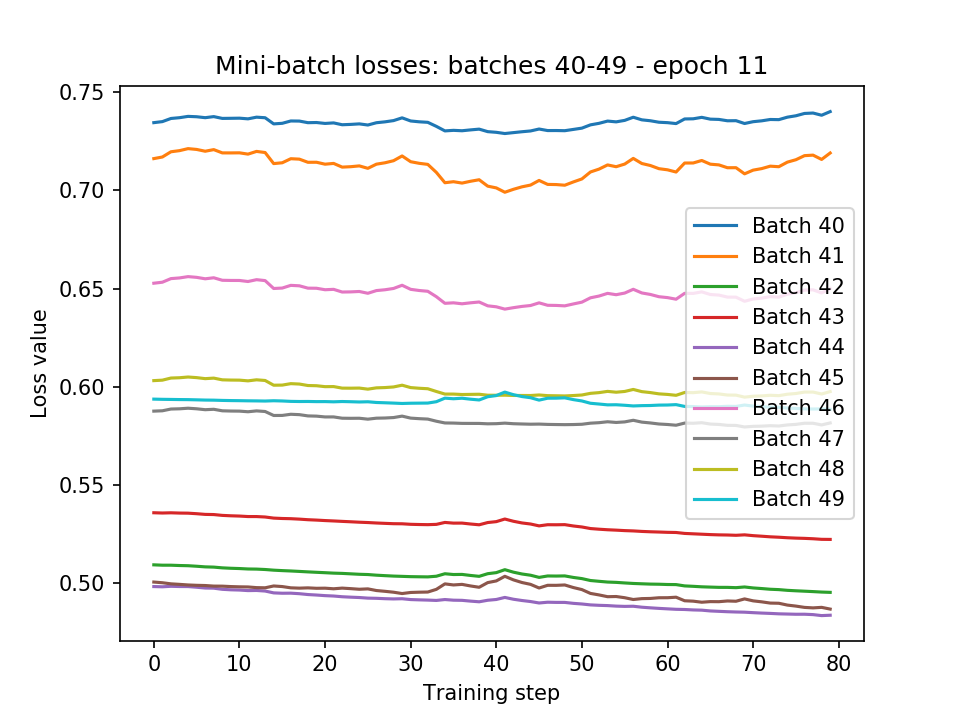 Mini-batch losses: batches 40-49 - epoch 11
Loss value
0.75
0.70
0.65
0.60
0.55
0.50
Batch 40
Batch 41
Batch 42
Batch 43
Batch 44
Batch 45
Batch 46
Batch 47
Batch 48
Batch 49
0 10 20 30 40 50 60 70 80
Training step